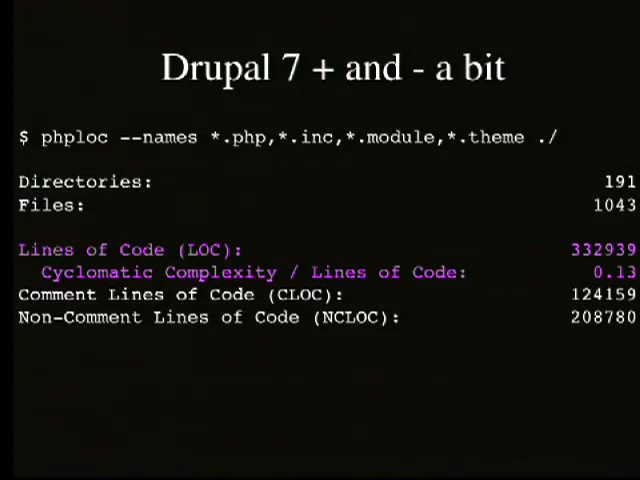 Drupal 7 + and - a bit
$ phploc --names *.php,*.inc,*.module,*.theme ./
Directories: 191
Files: 1043
Lines of Code (LOC): 332939
Cyclomatic Complexity / Lines of Code: 0.13
Comment Lines of Code (CLOC): 124159
Non-Comment Lines of Code (NCLOC): 208780